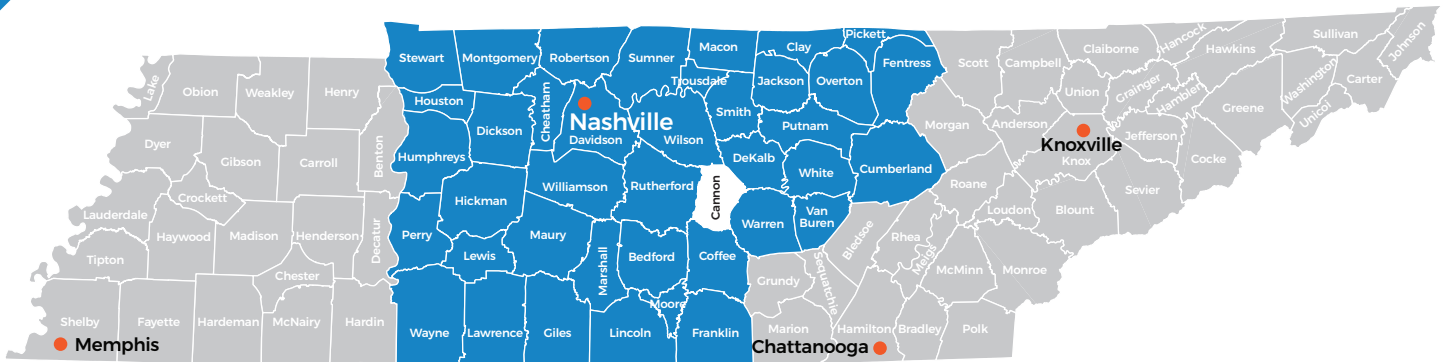 Stewart
Montgomery
Robertson
Sumner
Macon
Clay
Pickett
Fentress
Scott
Campbell
Claiborne
Hancock
Hawkins
Sullivan
Johnson
Lake
Obion
Weakley
Henry
Houston
Cheatham
Trousdale
Jackson
Overton
Union
Grainger
Hamblen
Washington
Carter
Unicoi
Greene
Dyer
Gibson
Carroll
Benton
Humphreys
Dickson
Nashville
Davidson
Wilson
Smith
Putnam
Morgan
Anderson
Knoxville
Knox
Jefferson
Cocke
Crockett
Lauderdale
Haywood
Madison
Henderson
Decatur
Perry
Hickman
Williamson
Rutherford
Cannon
DeKalb
White
Cumberland
Roane
Loudon
Blount
Sevier
Tipton
Chester
Lewis
Maury
Marshall
Bedford
Coffee
Warren
Van
Buren
Bledsoe
Rhea
Meigs
McMinn
Monroe
Sequatchie
Grundy
Shelby
Fayette
Hardeman
McNairy
Hardin
Wayne
Lawrence
Giles
Lincoln
Moore
Franklin
Marion
Hamilton
Bradley
Polk
Memphis
Chattanooga